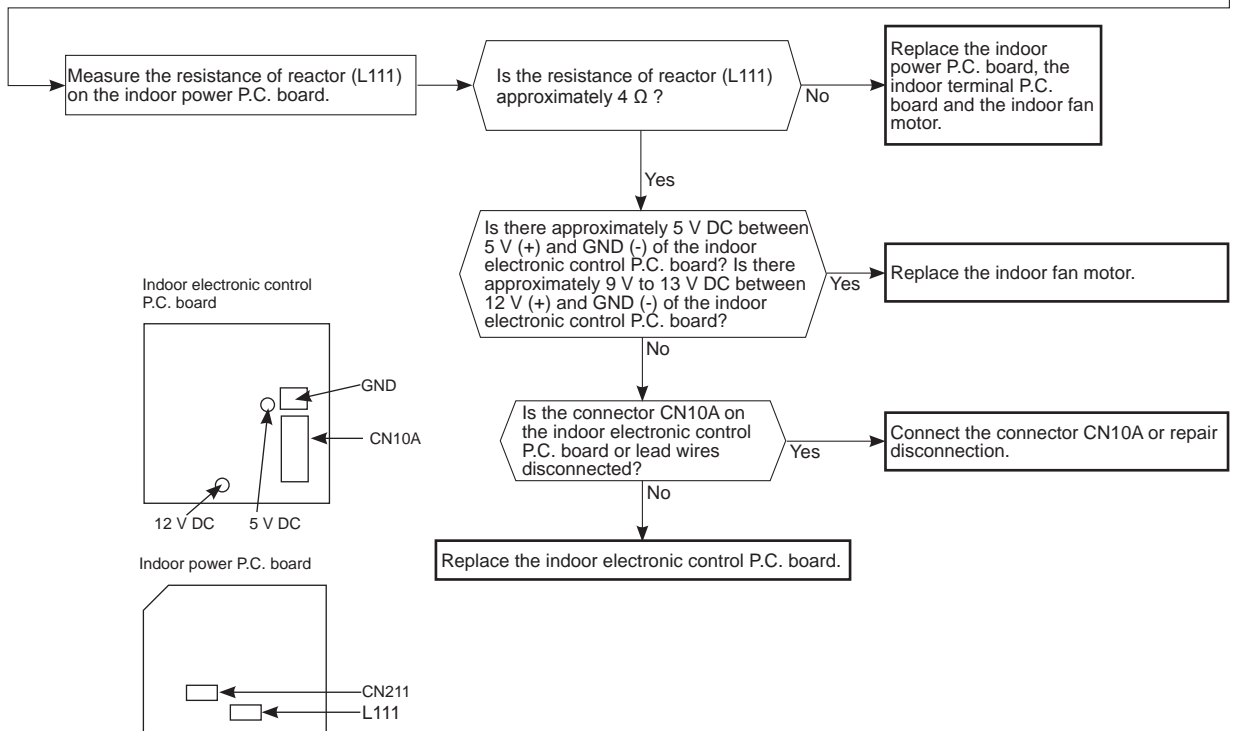 Measure the resistance of reactor (L111)
on the indoor power P.C. board.
Is the resistance of reactor (L111)
approximately 4 Ω ?
No
Replace the indoor
power P.C. board, the
indoor terminal P.C.
board and the indoor fan
motor.
Yes
Is there approximately 5 V DC between
5 V (+) and GND (-) of the indoor
electronic control P.C. board? Is there
approximately 9 V to 13 V DC between
12 V (+) and GND (-) of the indoor
electronic control P.C. board?
Yes
Replace the indoor fan motor.
No
Is the connector CN10A on
the indoor electronic control
P.C. board or lead wires
disconnected?
Yes
Connect the connector CN10A or repair
disconnection.
No
Replace the indoor electronic control P.C. board.
Indoor electronic control
P.C. board
GND
CN10A
12 V DC
5 V DC
Indoor power P.C. board
CN211
L111